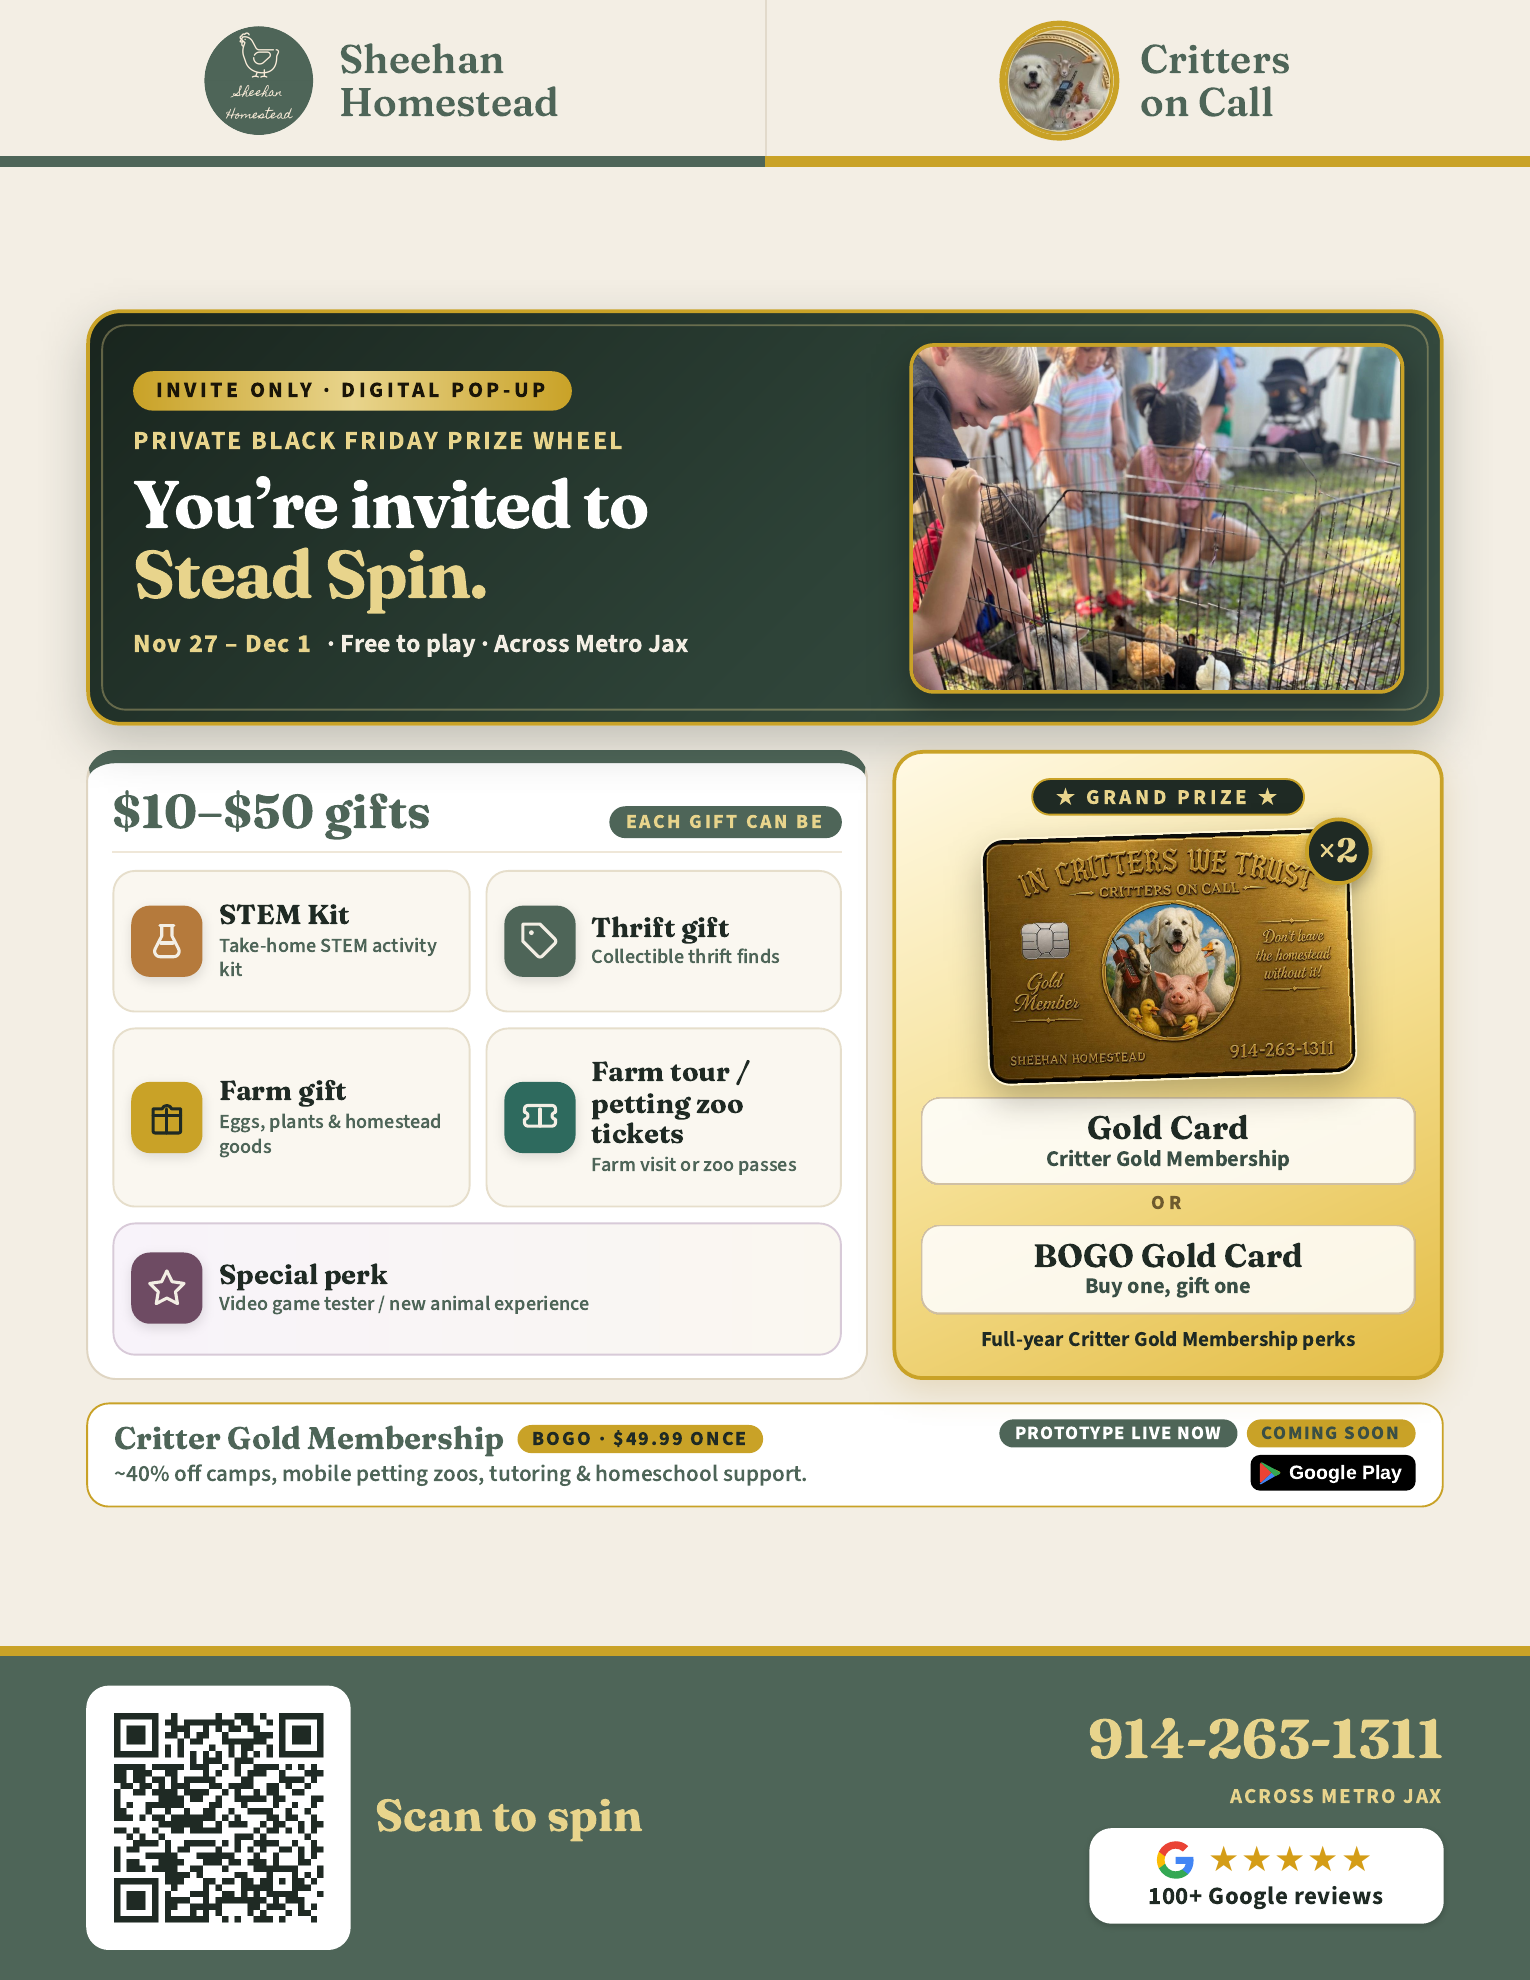 Sheehan
Homestead
Sheehan
Homestead
Critters
on Call
INVITE ONLY · DIGITAL POP-UP
PRIVATE BLACK FRIDAY PRIZE WHEEL
You’re invited to
Stead Spin.
Nov 27 – Dec 1 · Free to play · Across Metro Jax
$10–$50 gifts
EACH GIFT CAN BE
STEM Kit
Take-home STEM activity
kit
Thrift gift
Collectible thrift finds
Farm gift
Eggs, plants & homestead
goods
Farm tour /
petting zoo
tickets
Farm visit or zoo passes
Special perk
Video game tester / new animal experience
★ GRAND PRIZE ★
×2
IN CRITTERS WE TRUST
CRITTERS ON CALL
Don't leave
the homestead
without it!
Gold
Member
SHEEHAN HOMESTEAD
914-263-1311
Gold Card
Critter Gold Membership
OR
BOGO Gold Card
Buy one, gift one
Full-year Critter Gold Membership perks
Critter Gold Membership
BOGO · $49.99 ONCE
~40% off camps, mobile petting zoos, tutoring & homeschool support.
PROTOTYPE LIVE NOW
COMING SOON
Google Play
Scan to spin
914-263-1311
ACROSS METRO JAX
G ★★★★★
100+ Google reviews